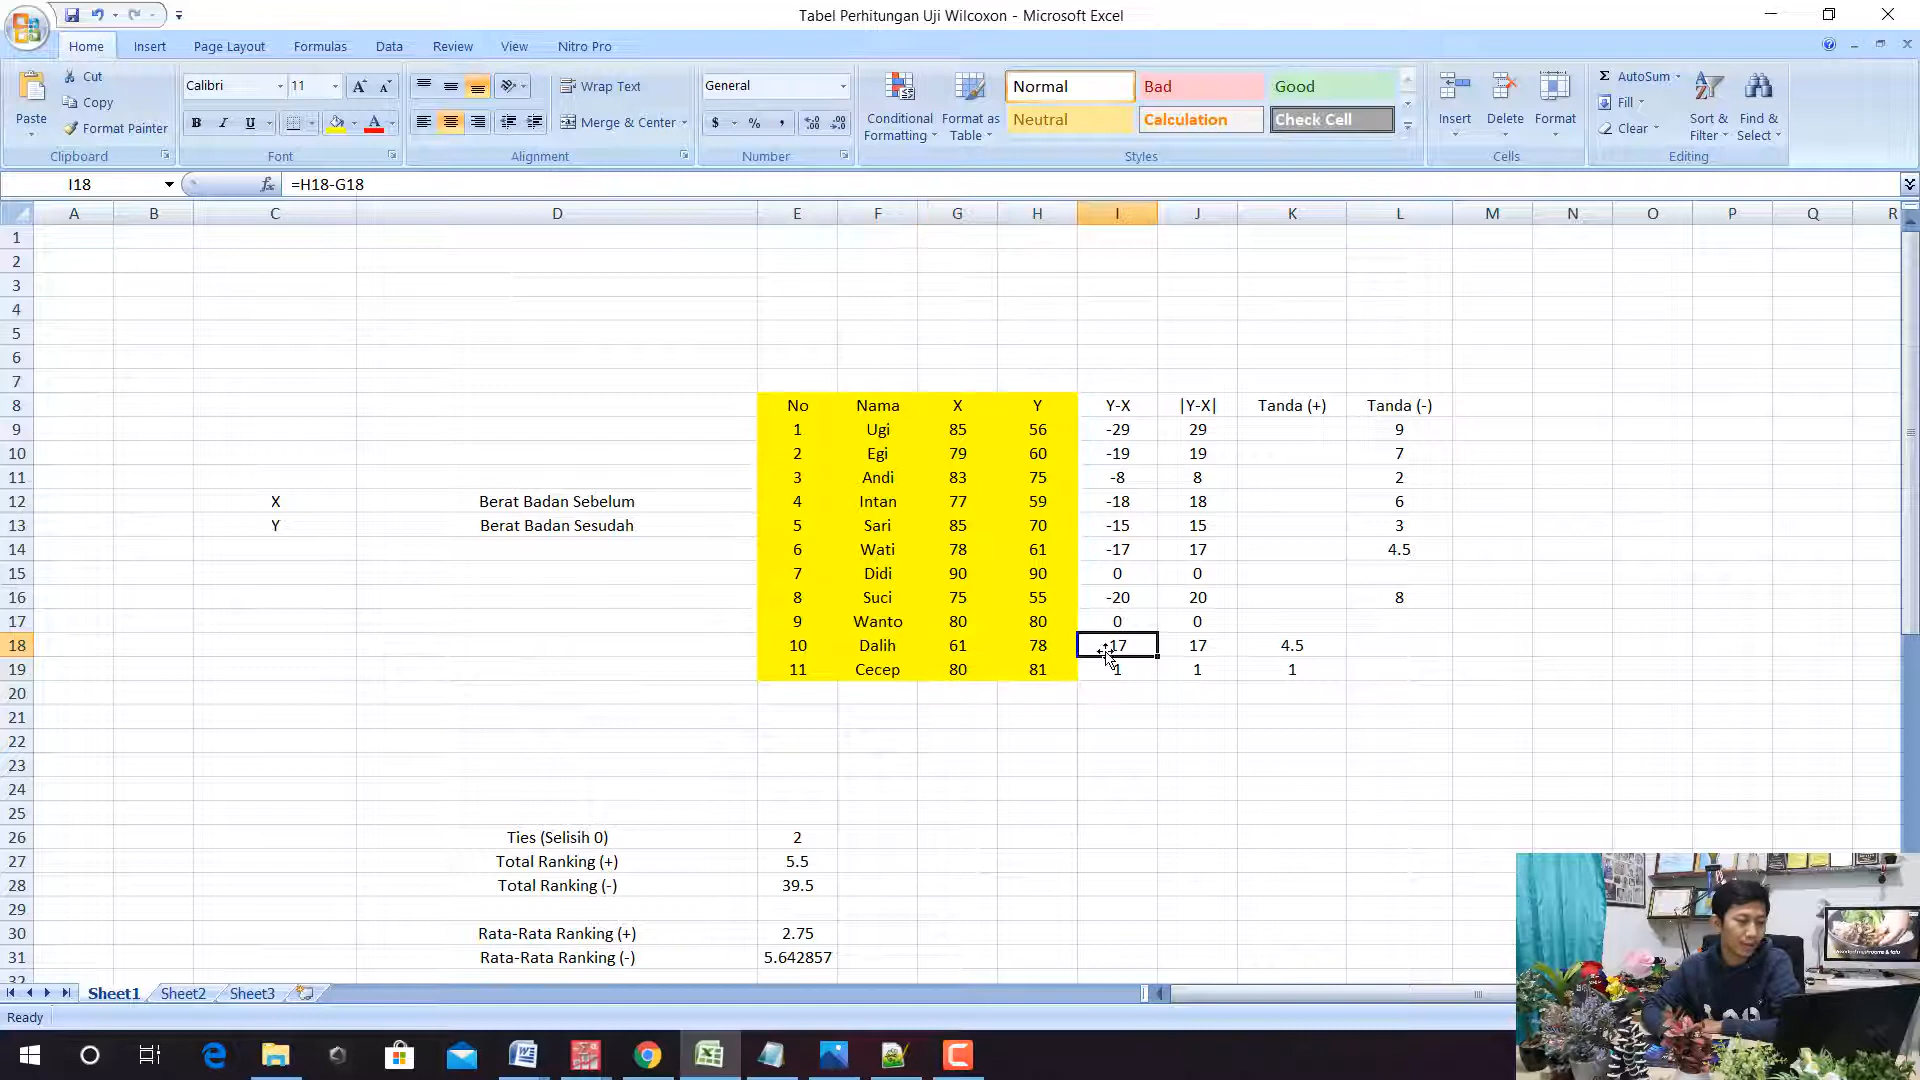 Tabel Perhitungan Uji Wilcoxon - Microsoft Excel
Home Insert Page Layout Formulas Data Review View Nitro Pro
Paste Cut Copy Format Painter
Calibri 11
B I U
Wrap Text
Merge & Center
General
$ % ,
Conditional Formatting
Format as Table
Normal Bad Good
Neutral Calculation Check Cell
Insert Delete Format
AutoSum Fill Clear
Sort & Filter
Find & Select
Clipboard Font Alignment Number Styles Cells Editing
I18 fx =H18-G18
A B C D E F G H I J K L M N O P Q R
1
2
3
4
5
6
7
8 No Nama X Y Y-X |Y-X| Tanda (+) Tanda (-)
9 1 Ugi 85 56 -29 29 9
10 2 Egi 79 60 -19 19 7
11 3 Andi 83 75 -8 8 2
12 X Berat Badan Sebelum 4 Intan 77 59 -18 18 6
13 Y Berat Badan Sesudah 5 Sari 85 70 -15 15 3
14 6 Wati 78 61 -17 17 4.5
15 7 Didi 90 90 0 0
16 8 Suci 75 55 -20 20 8
17 9 Wanto 80 80 0 0
18 10 Dalih 61 78 17 17 4.5
19 11 Cecep 80 81 1 1 1
20
21
22
23
24
25
26 Ties (Selisih 0) 2
27 Total Ranking (+) 5.5
28 Total Ranking (-) 39.5
29
30 Rata-Rata Ranking (+) 2.75
31 Rata-Rata Ranking (-) 5.642857
32
Sheet1 Sheet2 Sheet3
Ready